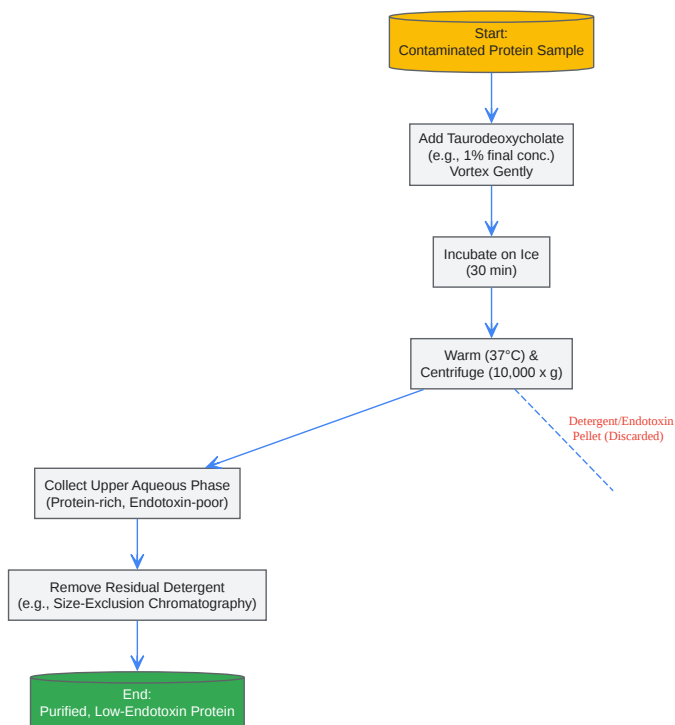 Start:
Contaminated Protein Sample
Add Taurodeoxycholate
(e.g., 1% final conc.)
Vortex Gently
Incubate on Ice
(30 min)
Warm (37°C) &
Centrifuge (10,000 x g)
Detergent/Endotoxin
Pellet (Discarded)
Collect Upper Aqueous Phase
(Protein-rich, Endotoxin-poor)
Remove Residual Detergent
(e.g., Size-Exclusion Chromatography)
End:
Purified, Low-Endotoxin Protein